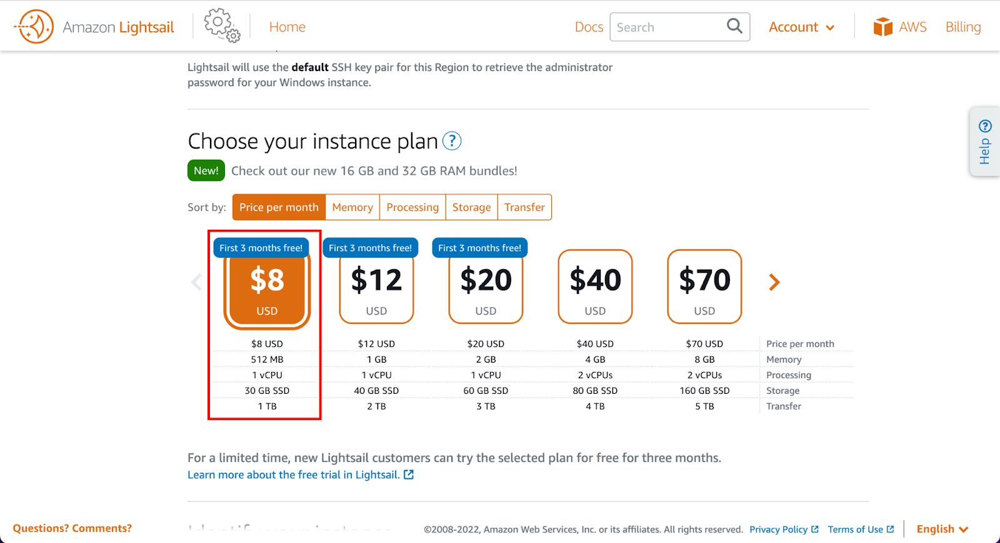 Amazon Lightsail
Home
Docs
Search
Account
AWS
Billing
Lightsail will use the default SSH key pair for this Region to retrieve the administrator
password for your Windows instance.
Help
Choose your instance plan ?
New! Check out our new 16 GB and 32 GB RAM bundles!
Sort by: Price per month Memory Processing Storage Transfer
First 3 months free! First 3 months free! First 3 months free!
$8 $12 $20 $40 $70
USD USD USD USD USD
$8 USD $12 USD $20 USD $40 USD $70 USD Price per month
512 MB 1 GB 2 GB 4 GB 8 GB Memory
1 vCPU 1 vCPU 1 vCPU 2 vCPUs 2 vCPUs Processing
30 GB SSD 40 GB SSD 60 GB SSD 80 GB SSD 160 GB SSD Storage
1 TB 2 TB 3 TB 4 TB 5 TB Transfer
For a limited time, new Lightsail customers can try the selected plan for free for three months.
Learn more about the free trial in Lightsail.
Questions? Comments?
©2008-2022, Amazon Web Services, Inc. or its affiliates. All rights reserved. Privacy Policy Terms of Use English